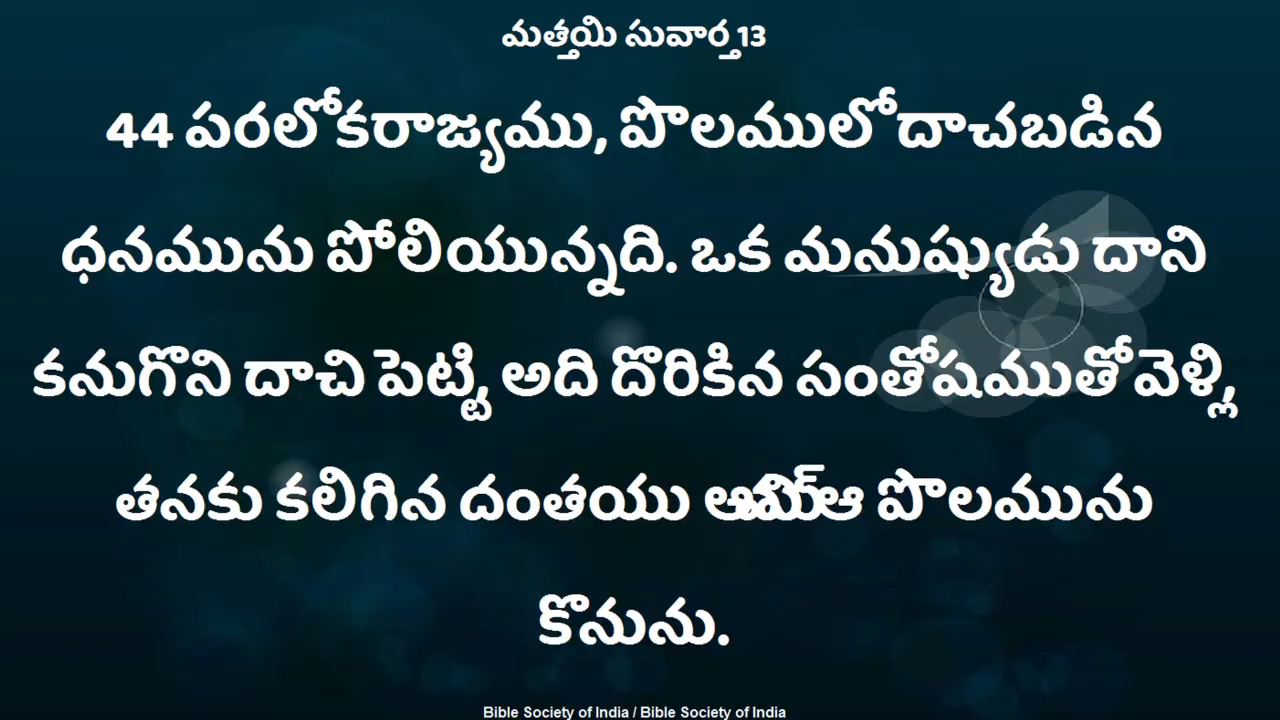 మత్తయి సువార్త 13
44 పరలోకరాజ్యము, పొలములో దాచబడిన
ధనమును పోలియున్నది. ఒక మనుష్యుడు దాని
కనుగొని దాచి పెట్టి, అది దొరికిన సంతోషముతో వెళ్లి,
తనకు కలిగిన దంతయు ఆ పొలమును
కొనును.
Bible Society of India / Bible Society of India